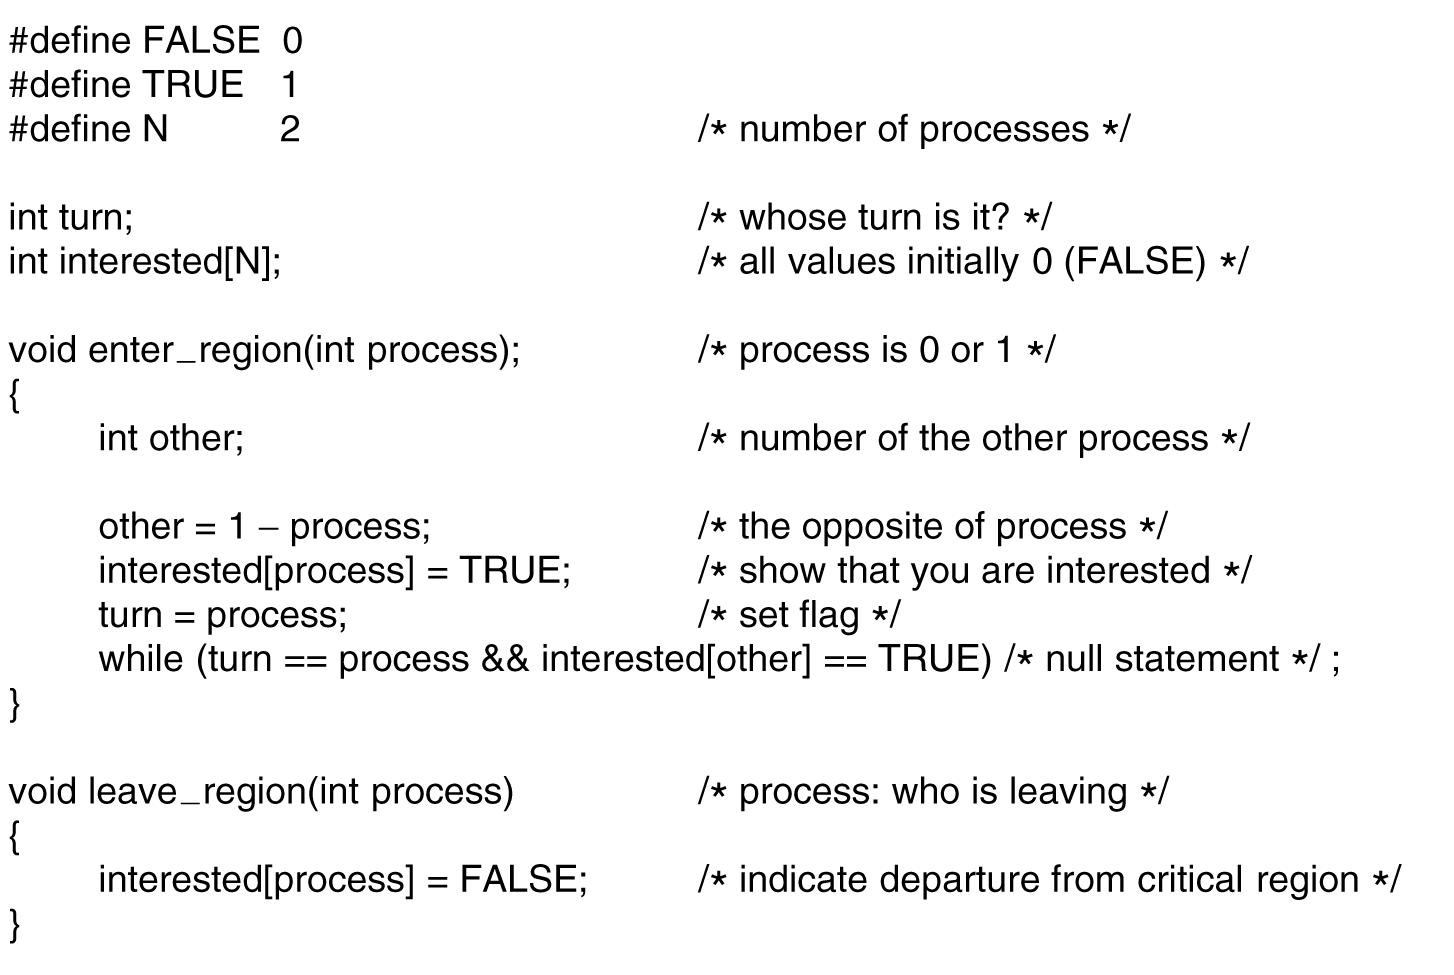 #define FALSE 0
#define TRUE 1
#define N 2 /* number of processes */
int turn; /* whose turn is it? */
int interested[N]; /* all values initially 0 (FALSE) */
void enter_region(int process); /* process is 0 or 1 */
{
int other; /* number of the other process */
other = 1 – process; /* the opposite of process */
interested[process] = TRUE; /* show that you are interested */
turn = process; /* set flag */
while (turn == process && interested[other] == TRUE) /* null statement */ ;
}
void leave_region(int process) /* process: who is leaving */
{
interested[process] = FALSE; /* indicate departure from critical region */
}